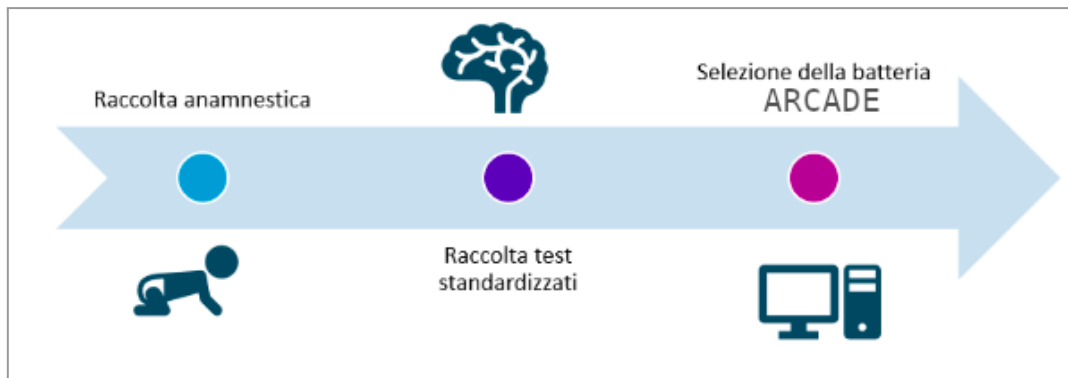 Raccolta anamnestica
Raccolta test
standardizzati
Selezione della batteria
ARCADE